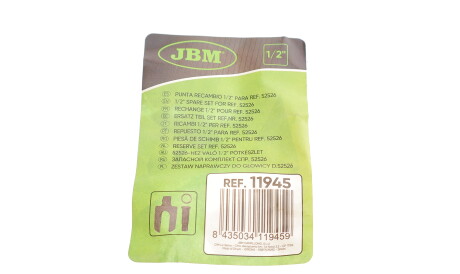 JBM
1/2"
PUNTA RECAMBIO 1/2" PARA REF. 52526
1/2" SPARE SET FOR REF. 52526
RECHANGE 1/2" POUR REF. 52526
ERSATZ TEIL SET REF.NR. 52526
RICAMBI 1/2" PER REF. 52526
REPUESTO 1/2" PARA REF. 52526
PIESĂ DE SCHIMB 1/2" PENTRU REF. 52526
RESERVE SET REF. 52526
52526-HEZ VALÓ 1/2" PÓTKÉSZLET
ЗАПАСНОЙ КОМПЛЕКТ СПР. 52526
ZESTAW NAPRAWCZY DO GŁOWICY D.52526
REF. 11945
8 435034 119459